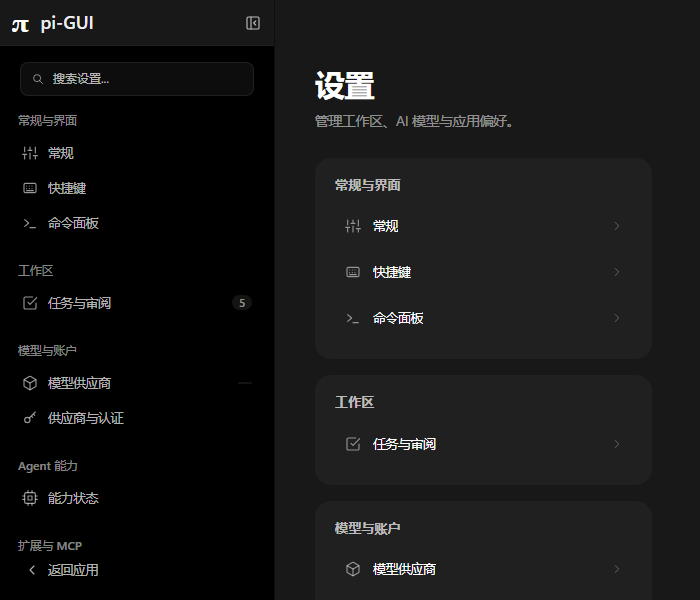 π pi-GUI
搜索设置...
常规与界面
常规
快捷键
命令面板
工作区
任务与审阅 5
模型与账户
模型供应商
供应商与认证
Agent 能力
能力状态
扩展与 MCP
返回应用
设置
管理工作区、AI 模型与应用偏好。
常规与界面
常规
快捷键
命令面板
工作区
任务与审阅
模型与账户
模型供应商